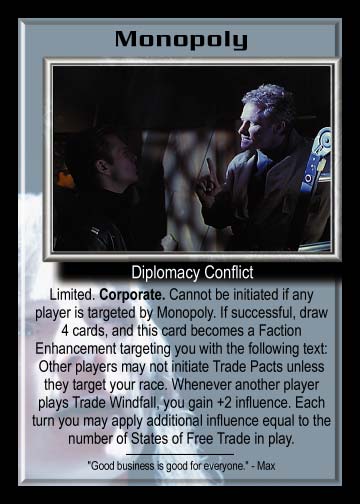 Monopoly
Diplomacy Conflict
Limited. Corporate. Cannot be initiated if any
player is targeted by Monopoly. If successful, draw
4 cards, and this card becomes a Faction
Enhancement targeting you with the following text:
Other players may not initiate Trade Pacts unless
they target your race. Whenever another player
plays Trade Windfall, you gain +2 influence. Each
turn you may apply additional influence equal to the
number of States of Free Trade in play.
"Good business is good for everyone." - Max